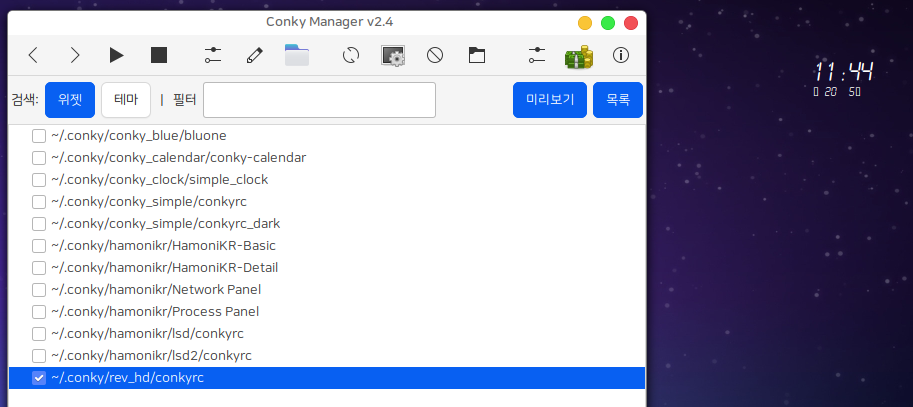 Conky Manager v2.4
검색: 위젯 테마 | 필터 미리보기 목록
~/.conky/conky_blue/bluone
~/.conky/conky_calendar/conky-calendar
~/.conky/conky_clock/simple_clock
~/.conky/conky_simple/conkyrc
~/.conky/conky_simple/conkyrc_dark
~/.conky/hamonikr/HamoniKR-Basic
~/.conky/hamonikr/HamoniKR-Detail
~/.conky/hamonikr/Network Panel
~/.conky/hamonikr/Process Panel
~/.conky/hamonikr/lsd/conkyrc
~/.conky/hamonikr/lsd2/conkyrc
~/.conky/rev_hd/conkyrc
11:44
20 5